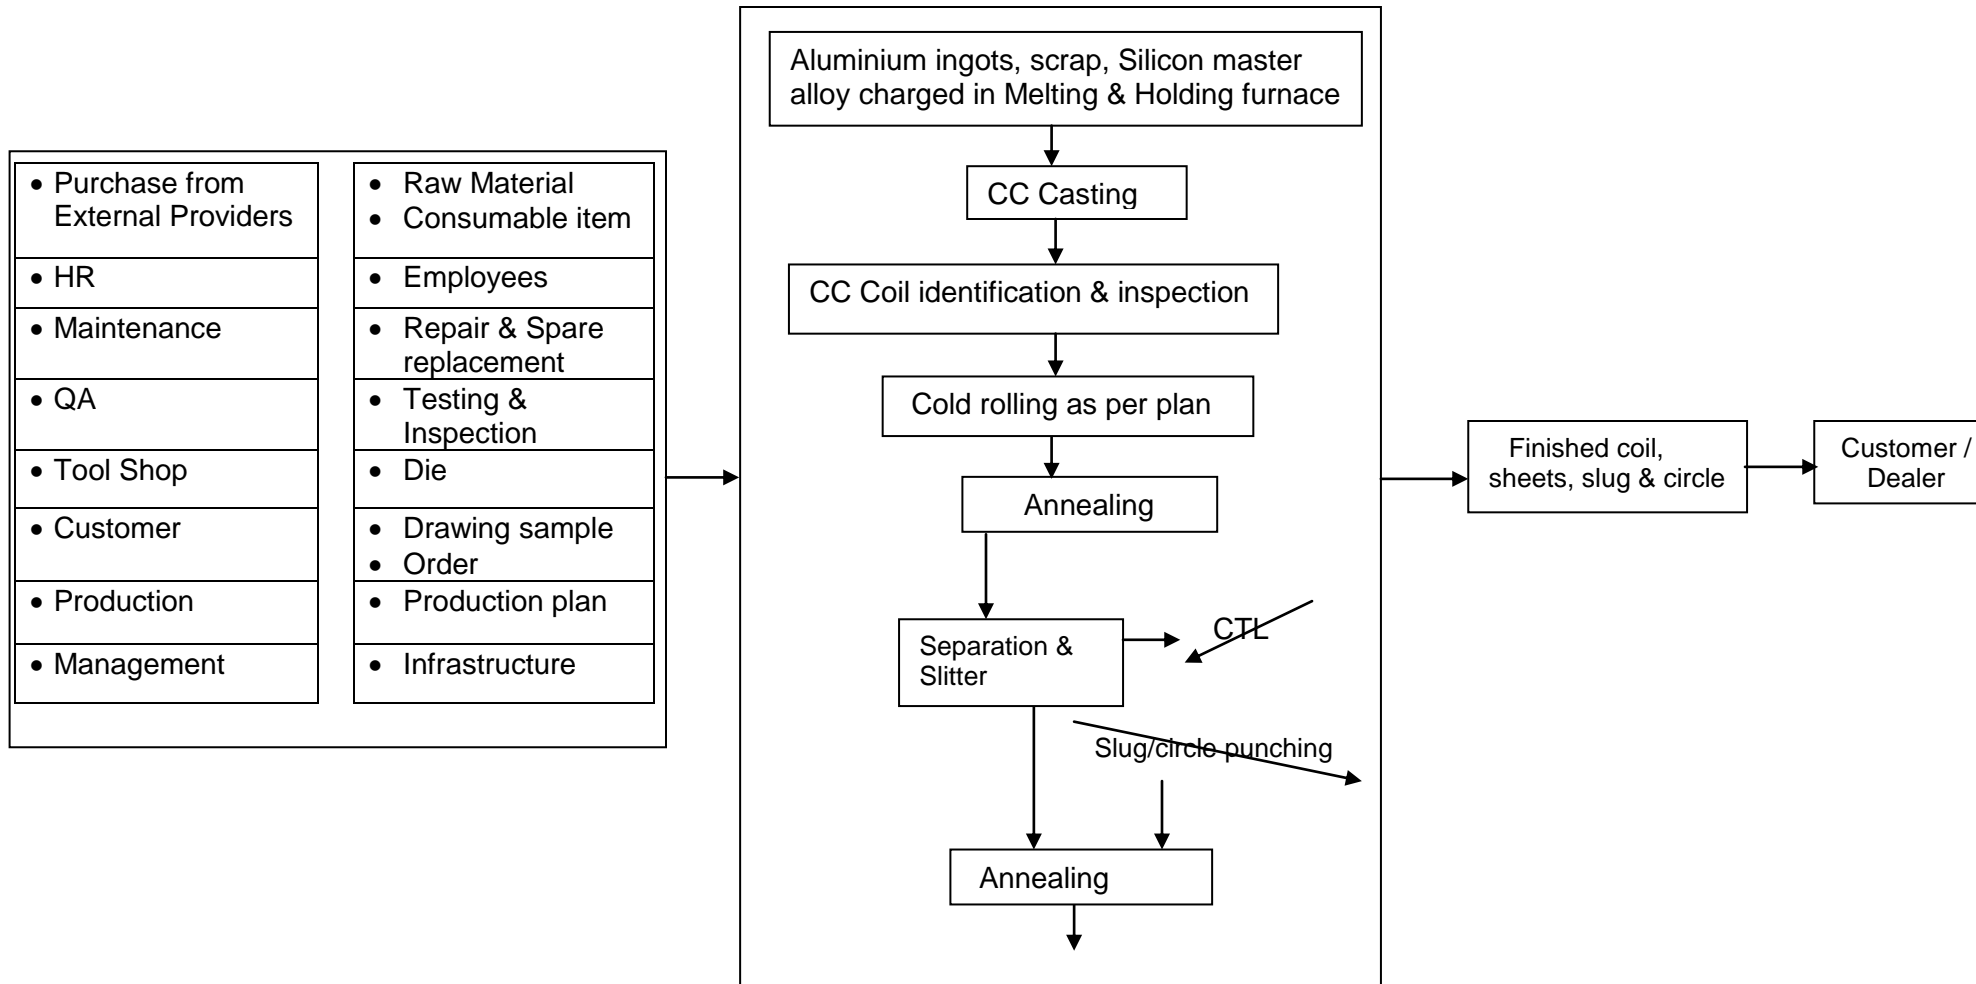 • Purchase from
External Providers
• Raw Material
• Consumable item
• HR
• Employees
• Maintenance
• Repair & Spare
replacement
• QA
• Testing &
Inspection
• Tool Shop
• Die
• Customer
• Drawing sample
• Order
• Production
• Production plan
• Management
• Infrastructure
Aluminium ingots, scrap, Silicon master
alloy charged in Melting & Holding furnace
CC Casting
CC Coil identification & inspection
Cold rolling as per plan
Annealing
Separation &
Slitter
CTL
Slug/circle punching
Annealing
Finished coil,
sheets, slug & circle
Customer /
Dealer